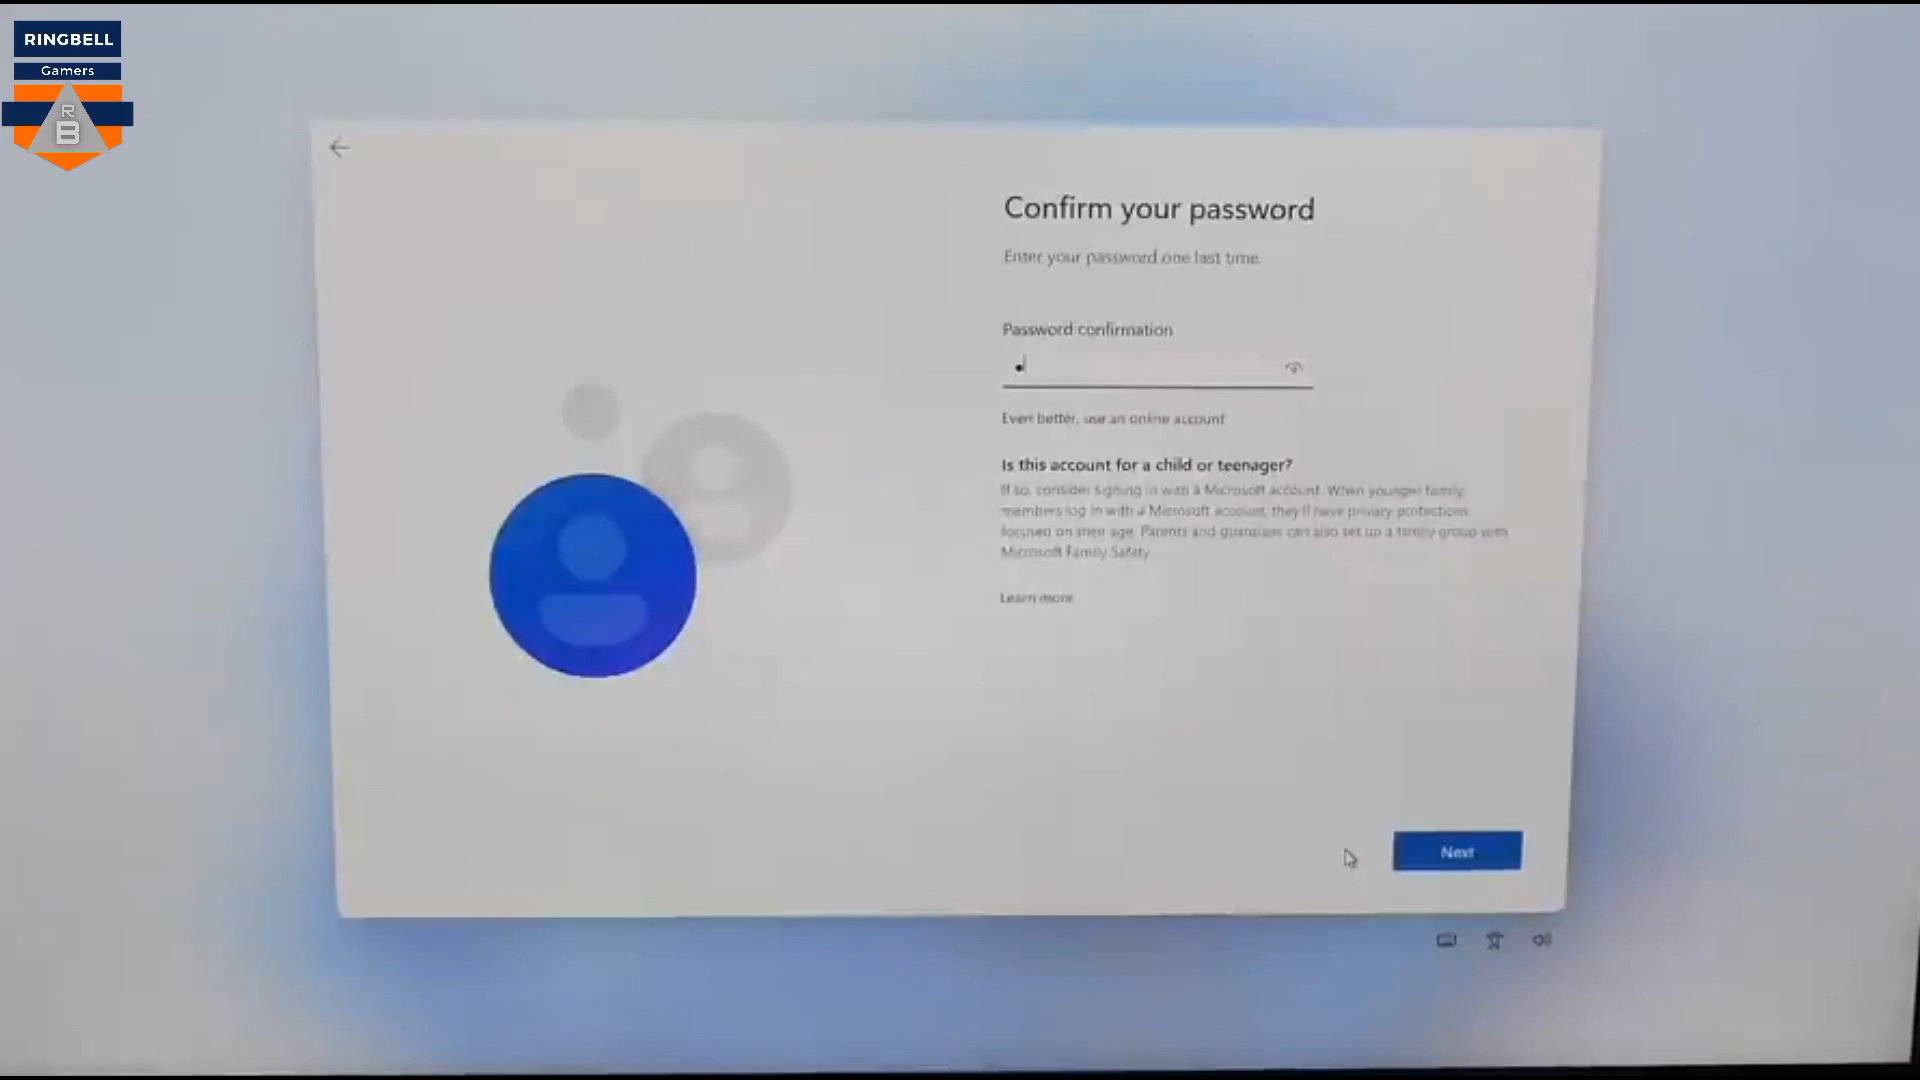 RINGBELL
Gamers
R
B
Confirm your password
Enter your password one last time.
Password confirmation
Even better, use an online account
Is this account for a child or teenager?
If so, consider signing in with a Microsoft account. When younger family
members log in with a Microsoft account, they'll have privacy protections
focused on their age. Parents and guardians can also set up a family group with
Microsoft Family Safety.
Learn more
Next